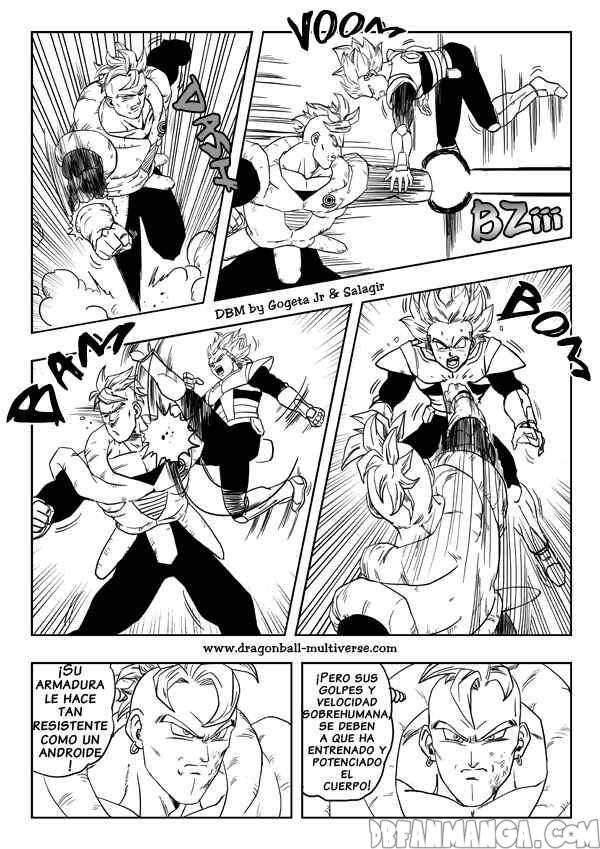 VOOM
DASH
BZiii
DBM by Gogeta Jr & Salagir
BAM
BOM
www.dragonball-multiverse.com
¡SU
ARMADURA
LE HACE
TAN
RESISTENTE
COMO UN
ANDROIDE
!
¡PERO SUS
GOLPES Y
VELOCIDAD
SOBREHUMANA,
SE DEBEN
A QUE HA
ENTRENADO Y
POTENCIADO
EL
CUERPO!
DBFANMANGA.COM